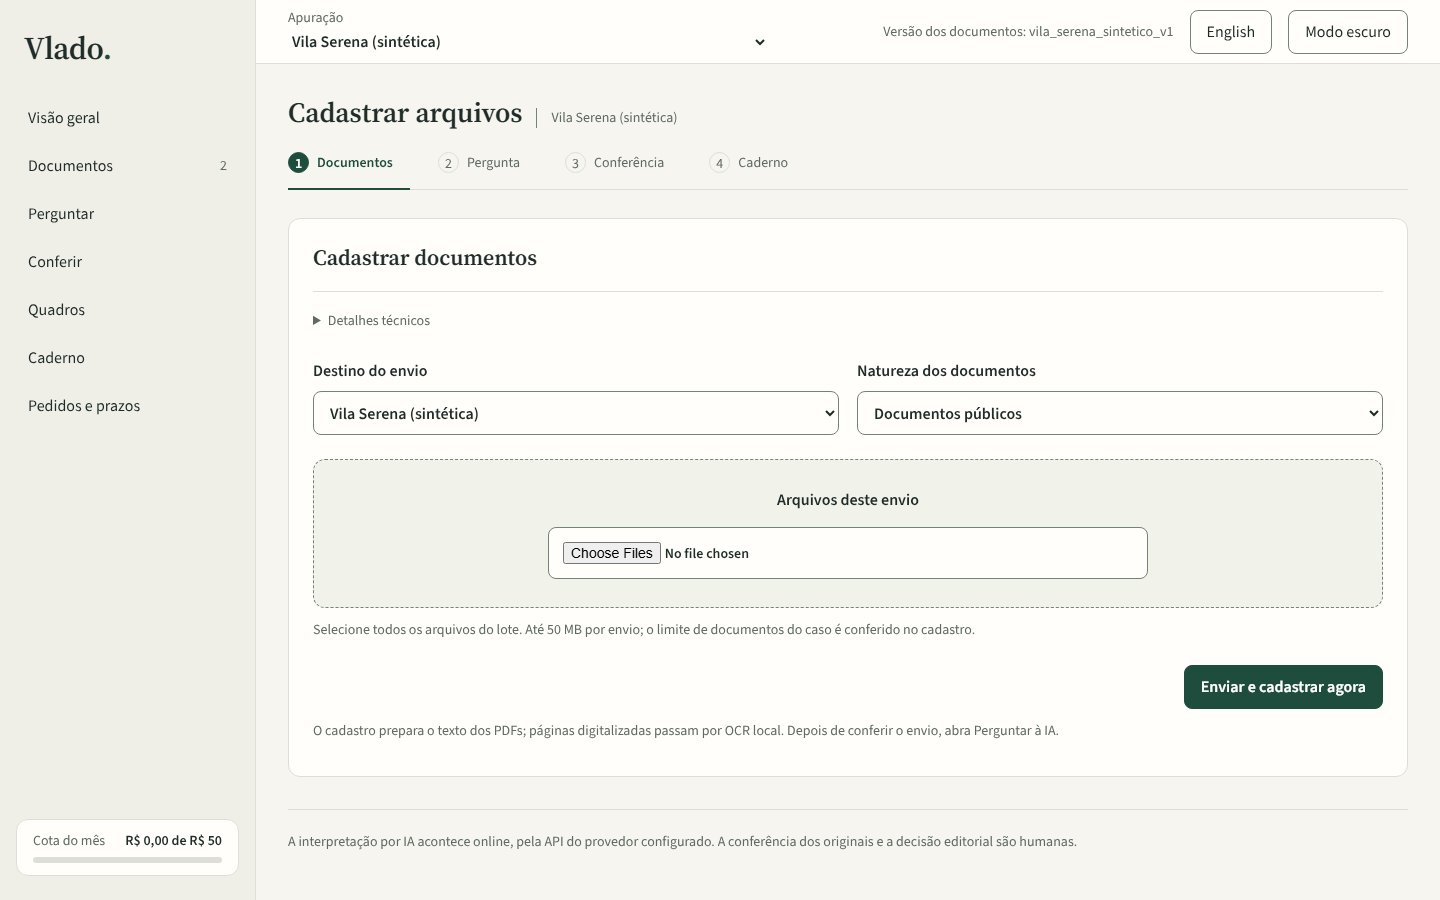 Vlado.
Visão geral
Documentos 2
Perguntar
Conferir
Quadros
Caderno
Pedidos e prazos
Cota do mês R$ 0,00 de R$ 50
Apuração
Vila Serena (sintética)
Versão dos documentos: vila_serena_sintetico_v1
English
Modo escuro
Cadastrar arquivos
Vila Serena (sintética)
1 Documentos
2 Pergunta
3 Conferência
4 Caderno
Cadastrar documentos
Detalhes técnicos
Destino do envio
Vila Serena (sintética)
Natureza dos documentos
Documentos públicos
Arquivos deste envio
Choose Files No file chosen
Selecione todos os arquivos do lote. Até 50 MB por envio; o limite de documentos do caso é conferido no cadastro.
Enviar e cadastrar agora
O cadastro prepara o texto dos PDFs; páginas digitalizadas passam por OCR local. Depois de conferir o envio, abra Perguntar à IA.
A interpretação por IA acontece online, pela API do provedor configurado. A conferência dos originais e a decisão editorial são humanas.